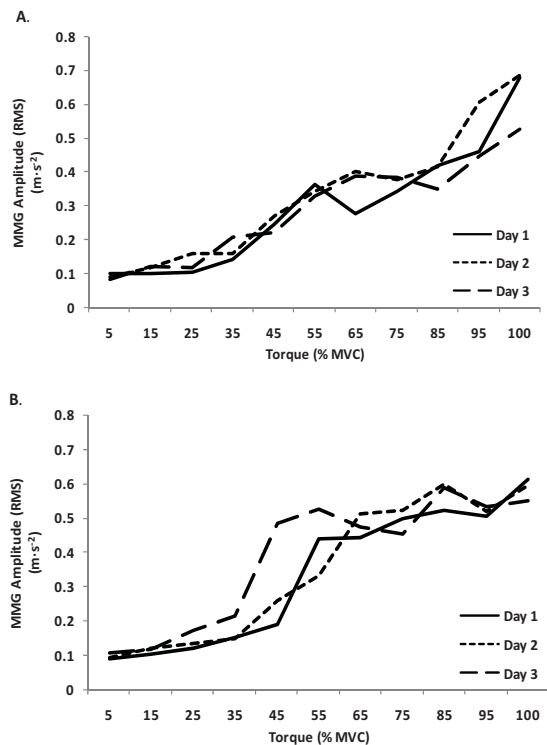 A.
0.8
0.7
0.6
0.5
0.4
0.3
0.2
0.1
0
MMG Amplitude (RMS)
(m·s⁻²)
Day 1
Day 2
Day 3
5 15 25 35 45 55 65 75 85 95 100
Torque (% MVC)
B.
0.8
0.7
0.6
0.5
0.4
0.3
0.2
0.1
0
MMG Amplitude (RMS)
(m·s⁻²)
Day 1
Day 2
Day 3
5 15 25 35 45 55 65 75 85 95 100
Torque (% MVC)